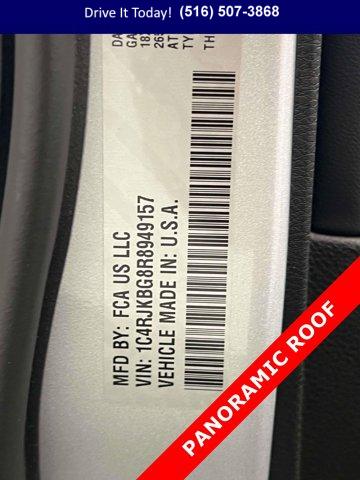 Drive It Today! (516) 507-3868
MFD BY: FCA US LLC
VIN: 1C4RJKBG8R8949157
VEHICLE MADE IN: U.S.A.
PANORAMIC ROOF